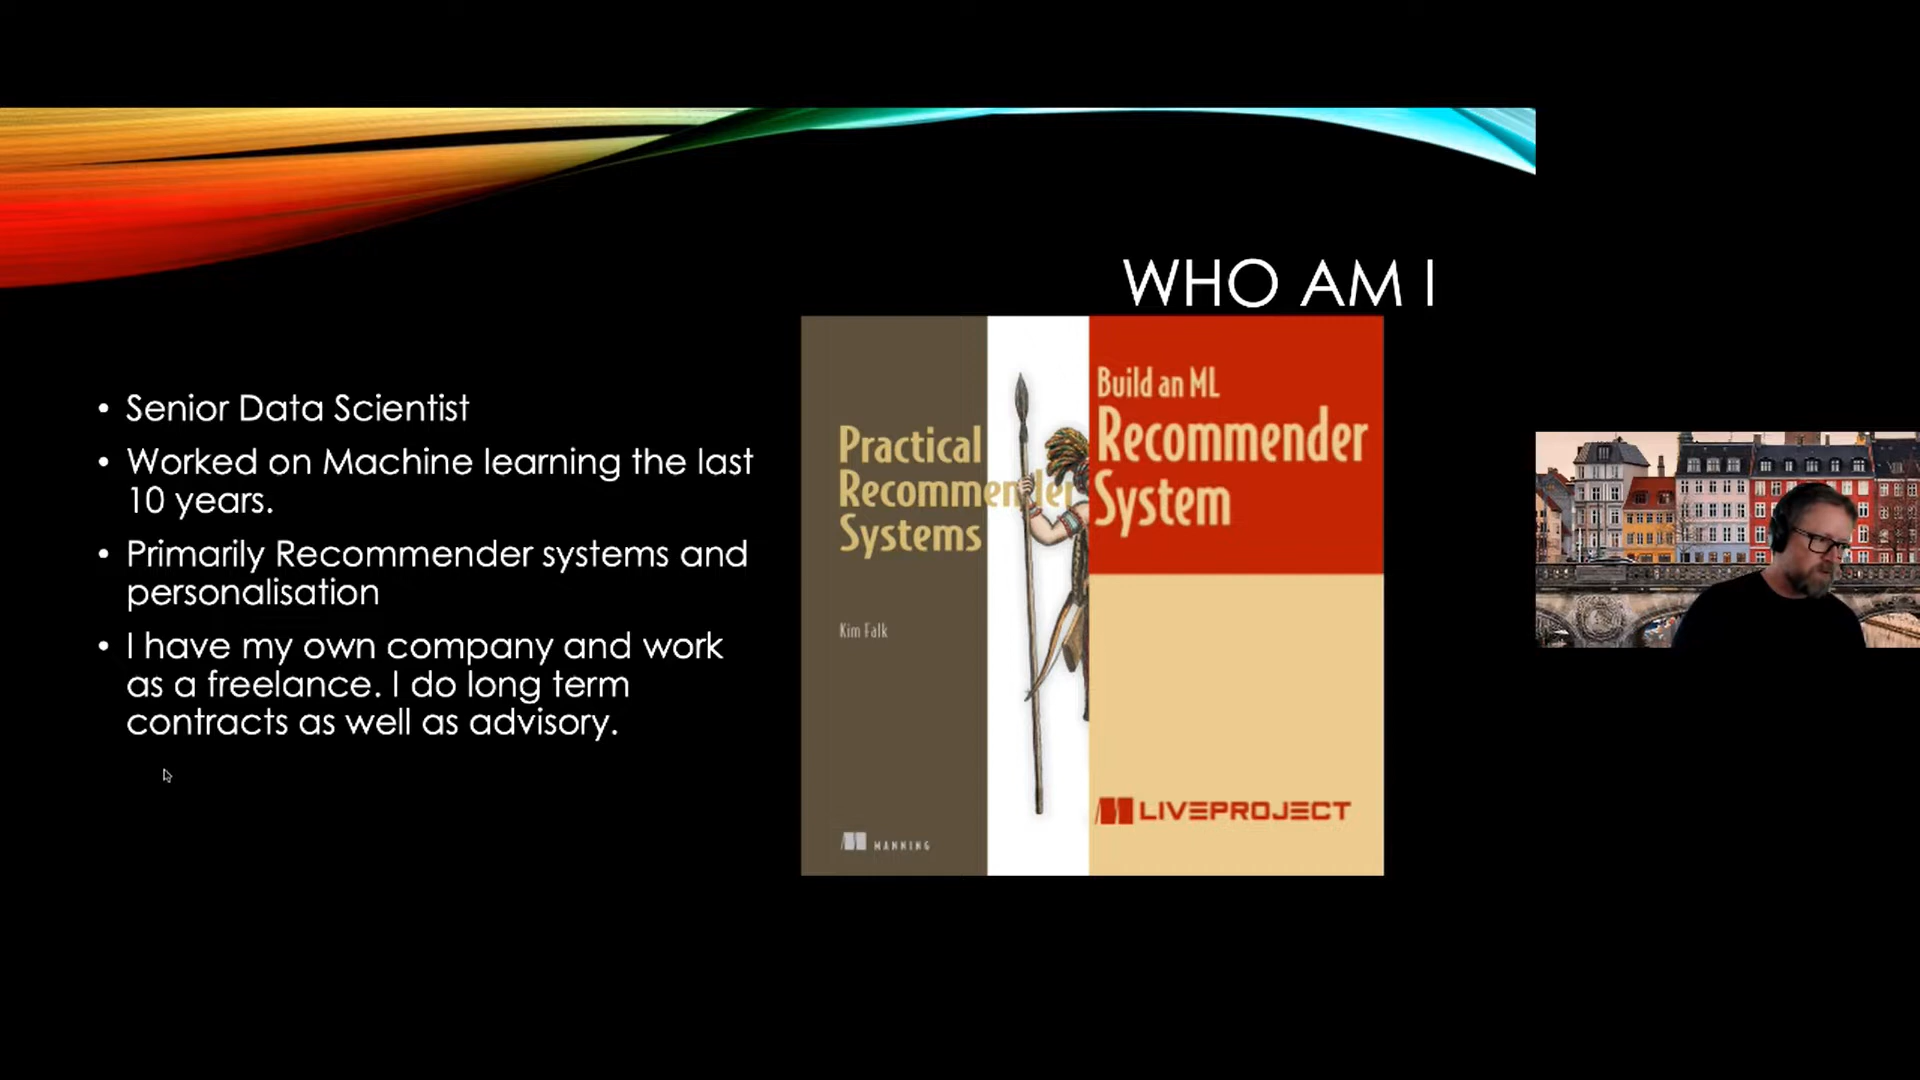 WHO AM I
• Senior Data Scientist
• Worked on Machine learning the last
10 years.
• Primarily Recommender systems and
personalisation
• I have my own company and work
as a freelance. I do long term
contracts as well as advisory.
Practical
Recommender
Systems
Kim Falk
MANNING
Build an ML
Recommender
System
LIVEPROJECT